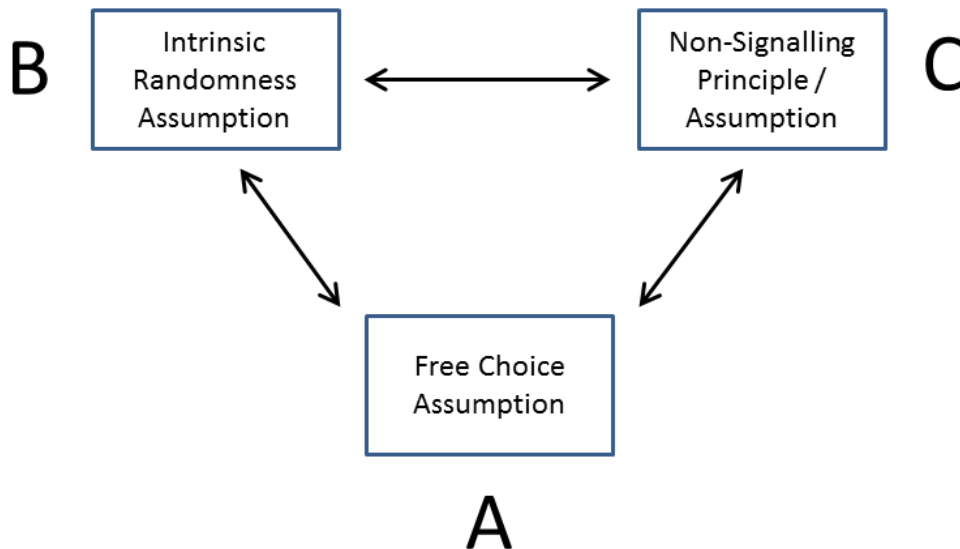 B
Intrinsic
Randomness
Assumption
Non-Signalling
Principle /
Assumption
C
Free Choice
Assumption
A